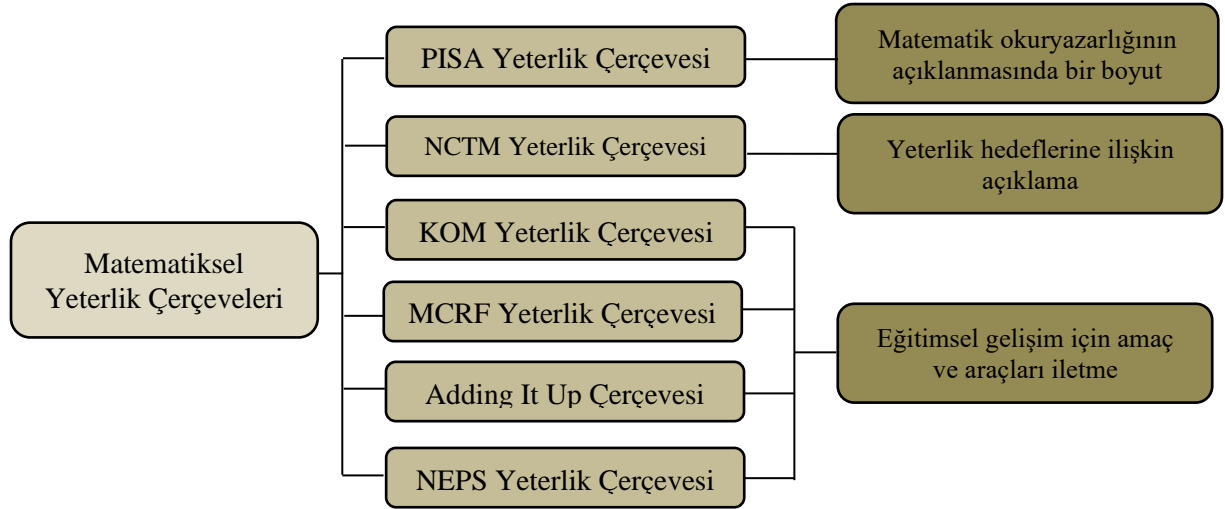 Matematiksel
Yeterlik Çerçeveleri
PISA Yeterlik Çerçevesi
NCTM Yeterlik Çerçevesi
KOM Yeterlik Çerçevesi
MCRF Yeterlik Çerçevesi
Adding It Up Çerçevesi
NEPS Yeterlik Çerçevesi
Matematik okuryazarlığının
açıklanmasında bir boyut
Yeterlik hedeflerine ilişkin
açıklama
Eğitimsel gelişim için amaç
ve araçları iletme